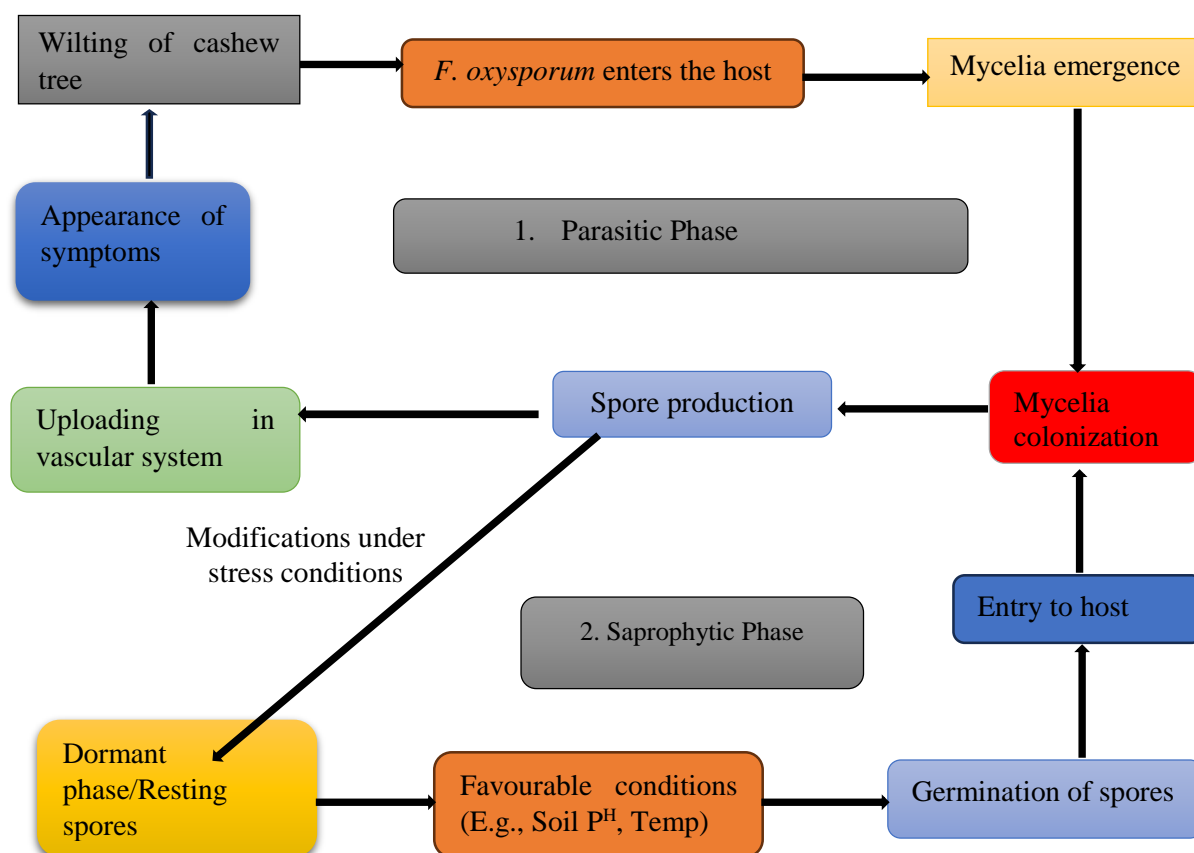 Wilting of cashew
tree
F. oxysporum enters the host
Mycelia emergence
Appearance of
symptoms
1. Parasitic Phase
Uploading in
vascular system
Spore production
Mycelia
colonization
Modifications under
stress conditions
2. Saprophytic Phase
Entry to host
Dormant
phase/Resting
spores
Favourable conditions
(E.g., Soil Pᴴ, Temp)
Germination of spores